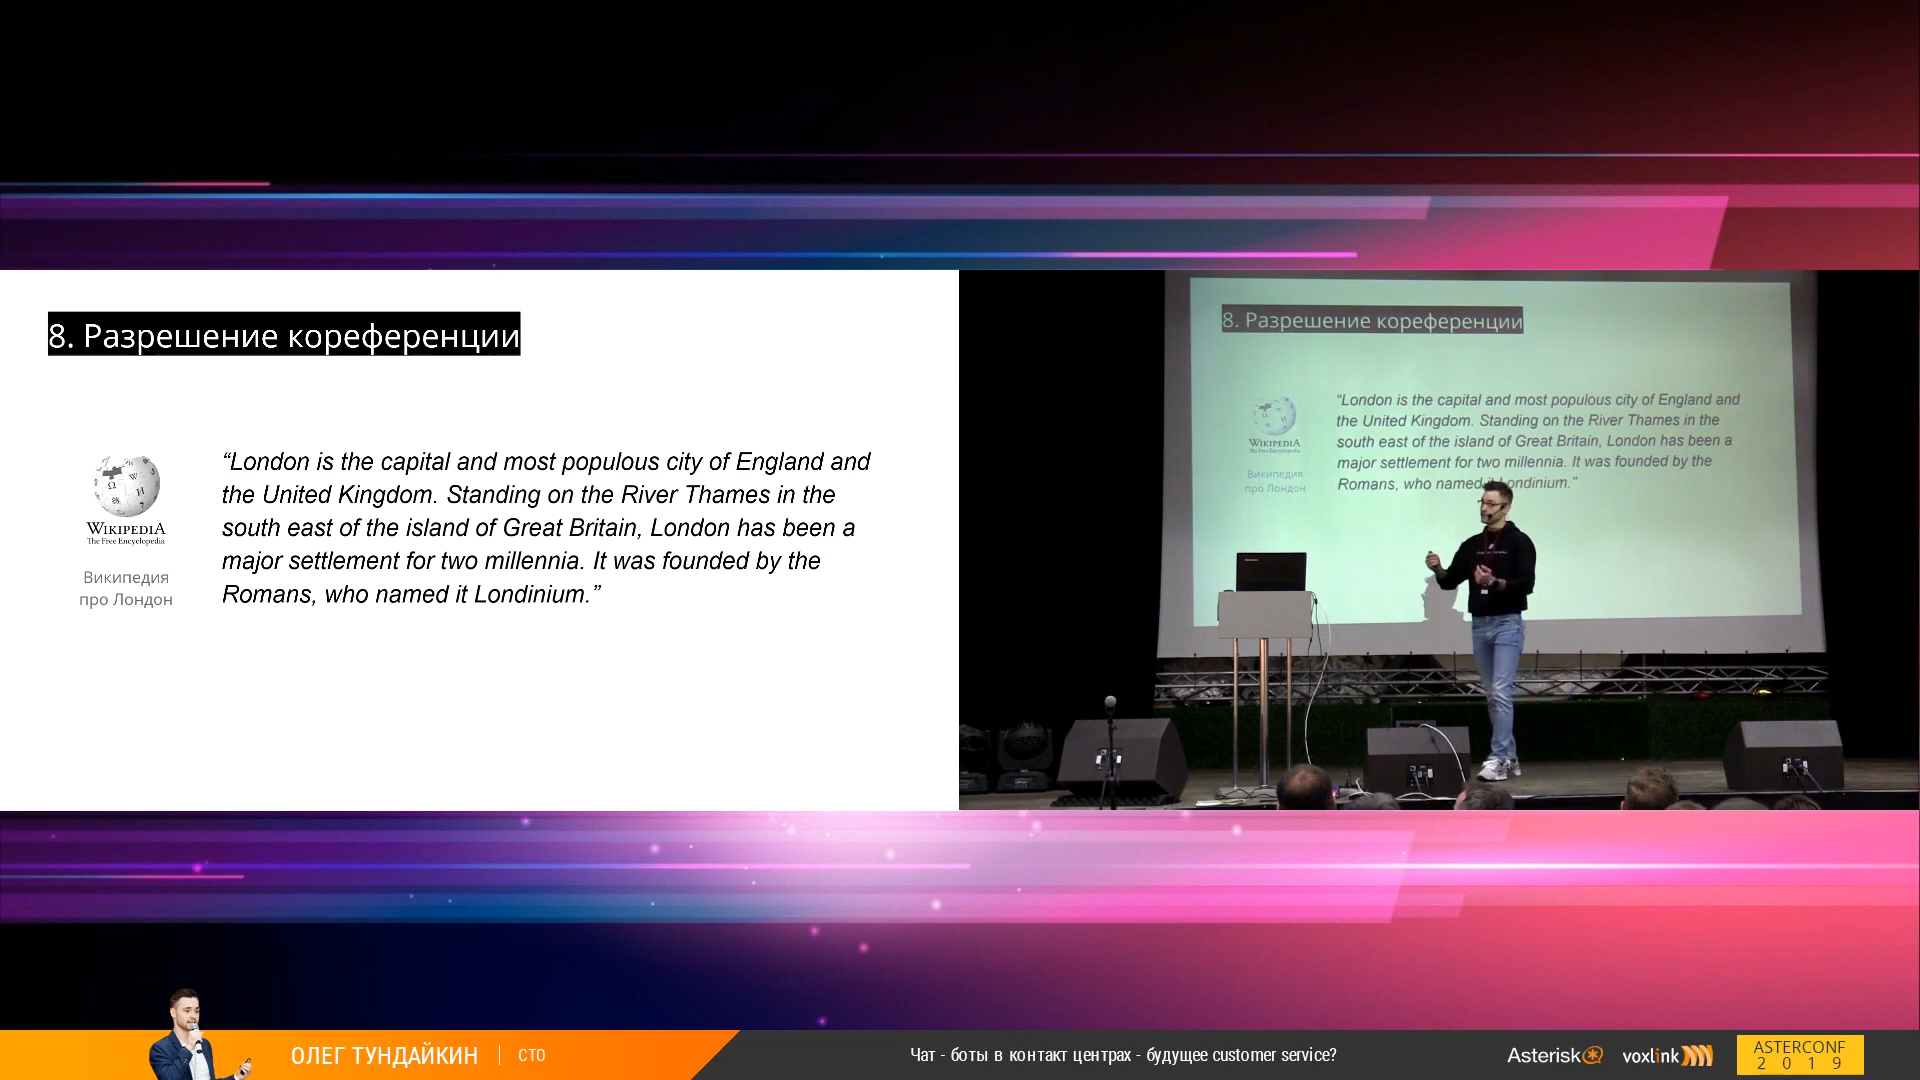 8. Разрешение кореференции
WIKIPEDIA
The Free Encyclopedia
Википедия
про Лондон
“London is the capital and most populous city of England and
the United Kingdom. Standing on the River Thames in the
south east of the island of Great Britain, London has been a
major settlement for two millennia. It was founded by the
Romans, who named it Londinium.”
8. Разрешение кореференции
WIKIPEDIA
Википедия
про Лондон
“London is the capital and most populous city of England and
the United Kingdom. Standing on the River Thames in the
south east of the island of Great Britain, London has been a
major settlement for two millennia. It was founded by the
Romans, who named it Londinium.”
ОЛЕГ ТУНДАЙКИН
CTO
Чат - боты в контакт центрах - будущее customer service?
Asterisk
voxlink
ASTERCONF
2 0 1 9